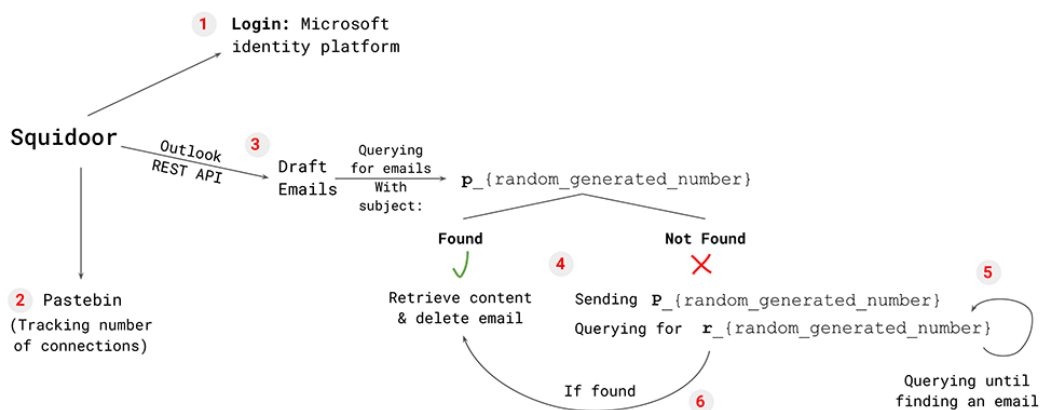 1 Login: Microsoft
identity platform
Squidoor
Outlook
REST API
3
Draft
Emails
Querying
for emails
With
subject:
p_{random_generated_number}
Found
Not Found
4
5
2 Pastebin
(Tracking number
of connections)
Retrieve content
& delete email
Sending P_{random_generated_number}
Querying for r_{random_generated_number}
If found
6
Querying until
finding an email